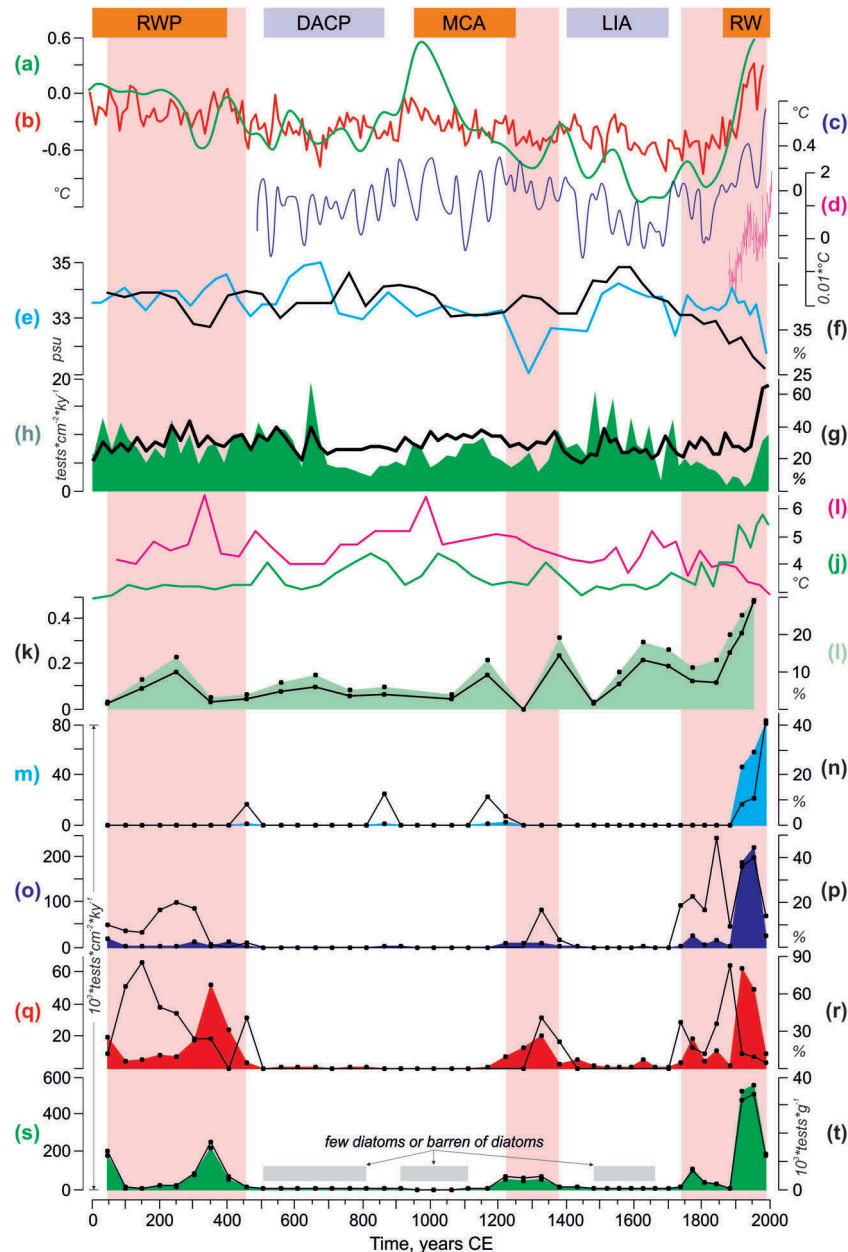 RWP DACP MCA LIA RW
(a) 0.6
0.0
(b) °C (c)
-0.6 0.4
°C 2
0 (d)
0
0.01*°C
35
(e) 33 (f)
psu 35
%
25
20
tests*cm⁻²*ky⁻¹ 60
(h) 40 (g)
20
0 %
6 (l)
5
4 (j)
°C
0.4
(k) 20 (l)
0.2
10
0 %
80 40
m) (n)
40 20
%
0 0
200 40
(o) (p)
100 20
0 %
10³*tests*cm⁻²*ky⁻¹
90
60
(q) 60 (r)
40
20 30
%
600 40
10³*tests*g⁻¹
400
(s) few diatoms or barren of diatoms (t)
200
0 0
0 200 400 600 800 1000 1200 1400 1600 1800 2000
Time, years CE